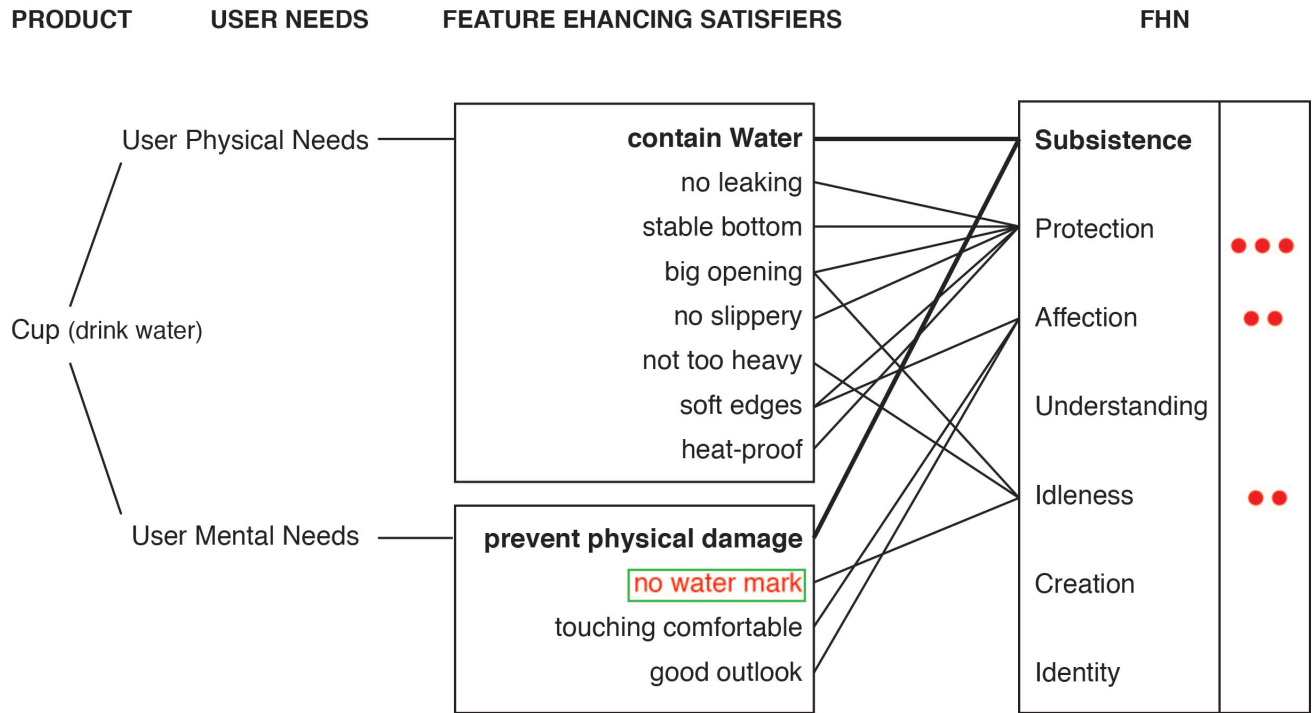 PRODUCT USER NEEDS FEATURE EHANCING SATISFIERS FHN
User Physical Needs
Cup (drink water)
User Mental Needs
contain Water
no leaking
stable bottom
big opening
no slippery
not too heavy
soft edges
heat-proof
prevent physical damage
no water mark
touching comfortable
good outlook
Subsistence
Protection
Affection
Understanding
Idleness
Creation
Identity